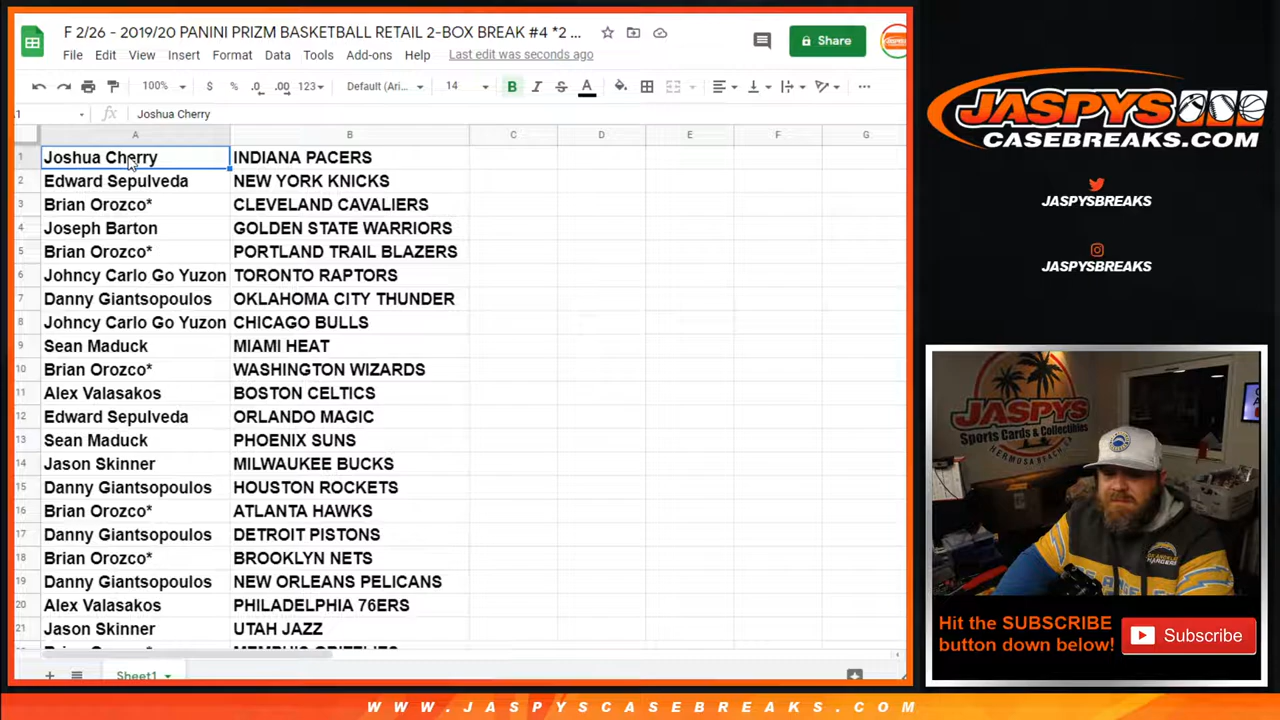 F 2/26 - 2019/20 PANINI PRIZM BASKETBALL RETAIL 2-BOX BREAK #4 *2 ...
Share
File Edit View Insert Format Data Tools Add-ons Help Last edit was seconds ago
100% $ % .0 .00 123 Default (Ari... 14 B I S A
fx Joshua Cherry
A B C D E F G
1 Joshua Cherry INDIANA PACERS
2 Edward Sepulveda NEW YORK KNICKS
3 Brian Orozco* CLEVELAND CAVALIERS
4 Joseph Barton GOLDEN STATE WARRIORS
5 Brian Orozco* PORTLAND TRAIL BLAZERS
6 Johncy Carlo Go Yuzon TORONTO RAPTORS
7 Danny Giantsopoulos OKLAHOMA CITY THUNDER
8 Johncy Carlo Go Yuzon CHICAGO BULLS
9 Sean Maduck MIAMI HEAT
10 Brian Orozco* WASHINGTON WIZARDS
11 Alex Valasakos BOSTON CELTICS
12 Edward Sepulveda ORLANDO MAGIC
13 Sean Maduck PHOENIX SUNS
14 Jason Skinner MILWAUKEE BUCKS
15 Danny Giantsopoulos HOUSTON ROCKETS
16 Brian Orozco* ATLANTA HAWKS
17 Danny Giantsopoulos DETROIT PISTONS
18 Brian Orozco* BROOKLYN NETS
19 Danny Giantsopoulos NEW ORLEANS PELICANS
20 Alex Valasakos PHILADELPHIA 76ERS
21 Jason Skinner UTAH JAZZ
Brian Orozco* MEMPHIS GRIZZLIES
Sheet1
JASPYS
CASEBREAKS.COM
JASPYSBREAKS
JASPYSBREAKS
JASPYS
Sports Cards & Collectibles
HERMOSA BEACH, CA
Hit the SUBSCRIBE
button down below!
Subscribe
WWW.JASPYSCASEBREAKS.COM